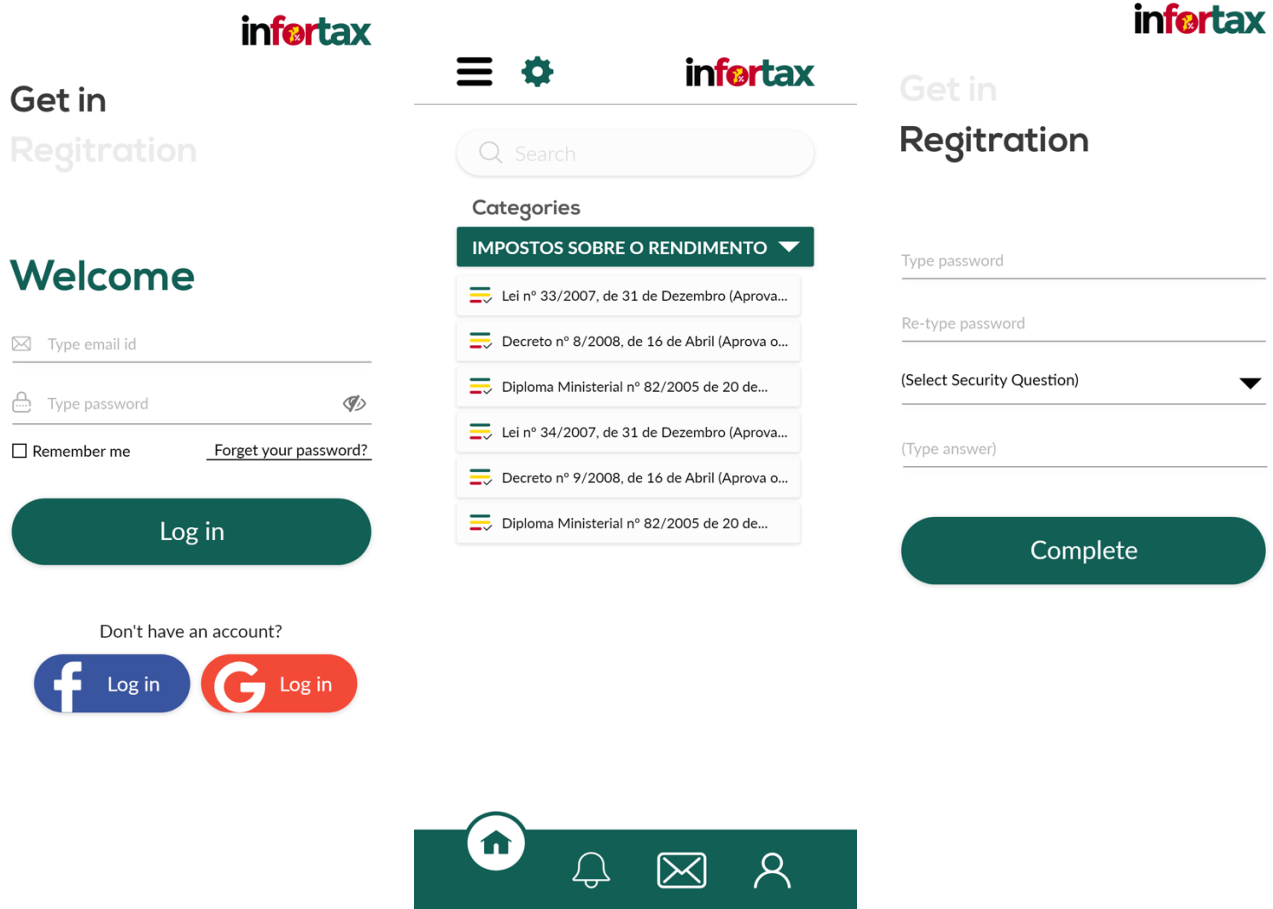 infortax
Get in
Regitration
Welcome
Type email id
Type password
Remember me
Forget your password?
Log in
Don't have an account?
Log in
Log in
infortax
Search
Categories
IMPOSTOS SOBRE O RENDIMENTO
Lei nº 33/2007, de 31 de Dezembro (Aprova...
Decreto nº 8/2008, de 16 de Abril (Aprova o...
Diploma Ministerial nº 82/2005 de 20 de...
Lei nº 34/2007, de 31 de Dezembro (Aprova...
Decreto nº 9/2008, de 16 de Abril (Aprova o...
Diploma Ministerial nº 82/2005 de 20 de...
infortax
Get in
Regitration
Type password
Re-type password
(Select Security Question)
(Type answer)
Complete